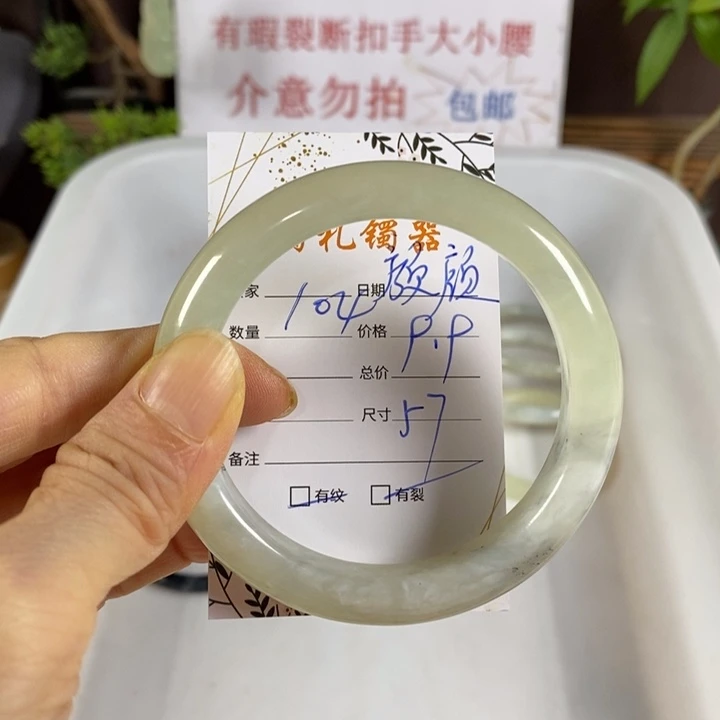 有瑕裂断扣手大小腰
介意勿拍 包邮
礼镯器
家 104 日期
数量 价格 P.P
总价
尺寸 57
备注
有纹 有裂